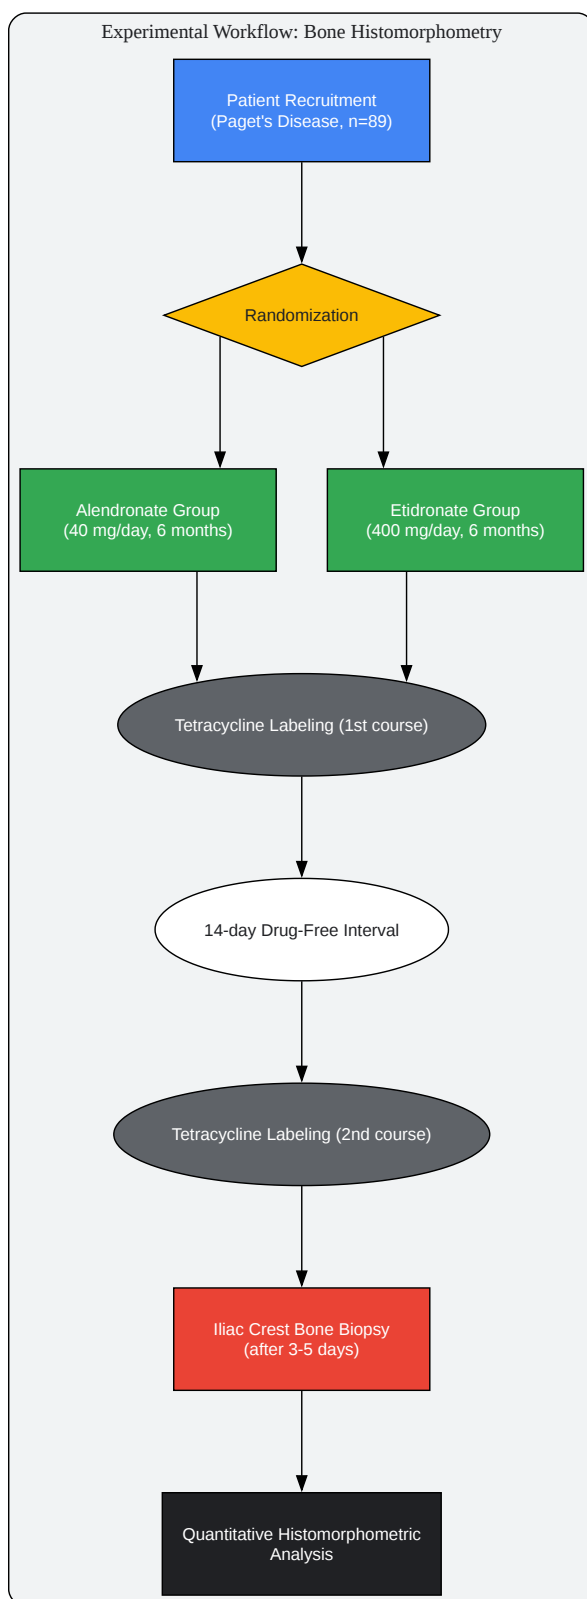 Experimental Workflow: Bone Histomorphometry
Patient Recruitment
(Paget's Disease, n=89)
Randomization
Alendronate Group
(40 mg/day, 6 months)
Etidronate Group
(400 mg/day, 6 months)
Tetracycline Labeling (1st course)
14-day Drug-Free Interval
Tetracycline Labeling (2nd course)
Iliac Crest Bone Biopsy
(after 3-5 days)
Quantitative Histomorphometric
Analysis